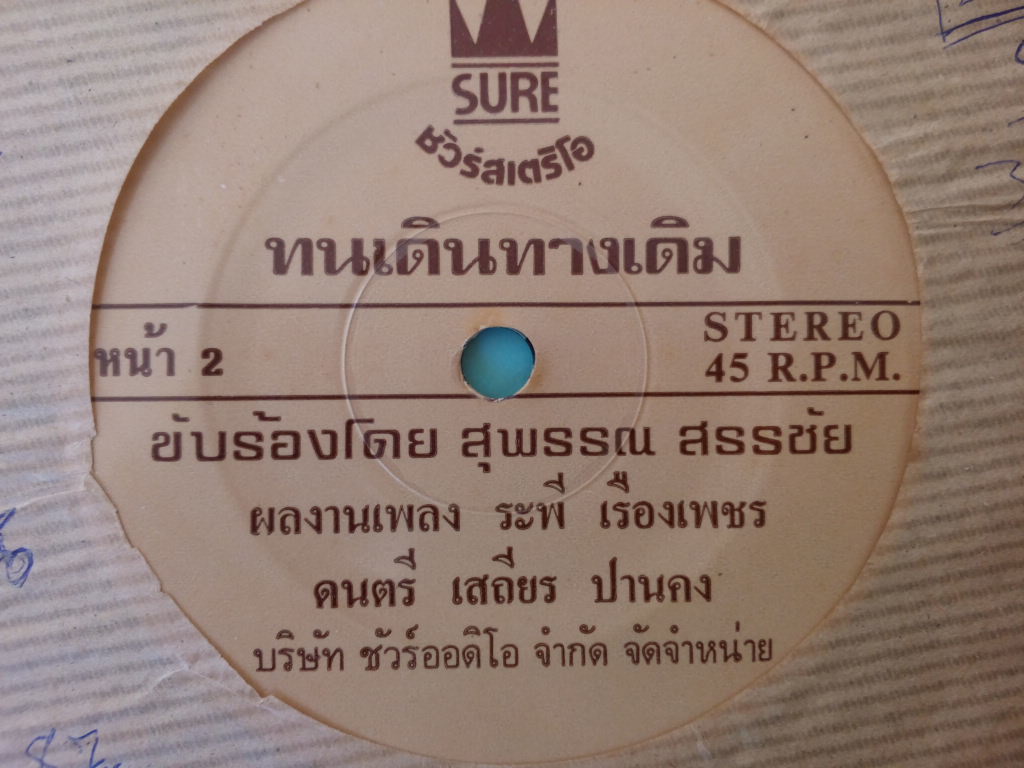 SURE
ชัวร์สเตริโอ
ทนเดินทางเดิม
STEREO
หน้า 2
45 R.P.M.
ขับร้องโดย สุพรรณ สรรชัย
ผลงานเพลง ระพี เรืองเพชร
ดนตรี เสถียร ปานคง
บริษัท ชัวร์ออดิโอ จำกัด จัดจำหน่าย